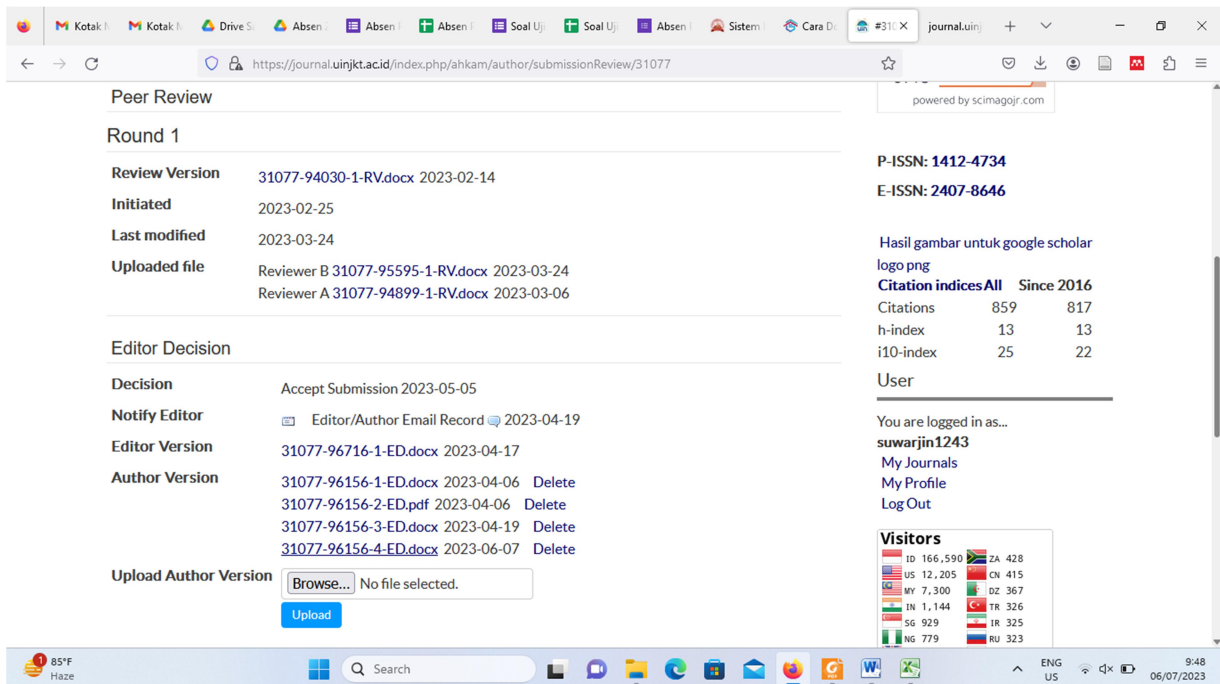 Kotak
Kotak
Drive S
Absen
Absen
Absen
Soal Uji
Soal Uji
Absen
Sistem
Cara Do
#310
journal.uinj
https://journal.uinjkt.ac.id/index.php/ahkam/author/submissionReview/31077
Peer Review
Round 1
Review Version 31077-94030-1-RV.docx 2023-02-14
Initiated 2023-02-25
Last modified 2023-03-24
Uploaded file Reviewer B 31077-95595-1-RV.docx 2023-03-24
Reviewer A 31077-94899-1-RV.docx 2023-03-06
Editor Decision
Decision Accept Submission 2023-05-05
Notify Editor Editor/Author Email Record 2023-04-19
Editor Version 31077-96716-1-ED.docx 2023-04-17
Author Version 31077-96156-1-ED.docx 2023-04-06 Delete
31077-96156-2-ED.pdf 2023-04-06 Delete
31077-96156-3-ED.docx 2023-04-19 Delete
31077-96156-4-ED.docx 2023-06-07 Delete
Upload Author Version Browse... No file selected.
Upload
powered by scimagojr.com
P-ISSN: 1412-4734
E-ISSN: 2407-8646
Hasil gambar untuk google scholar
logo png
Citation indices All Since 2016
Citations 859 817
h-index 13 13
i10-index 25 22
User
You are logged in as...
suwarjin1243
My Journals
My Profile
Log Out
Visitors
ID 166,590 ZA 428
US 12,205 CN 415
MY 7,300 DZ 367
IN 1,144 TR 326
SG 929 IR 325
NG 779 RU 323
1
85°F
Haze
Search
ENG
US
9:48
06/07/2023